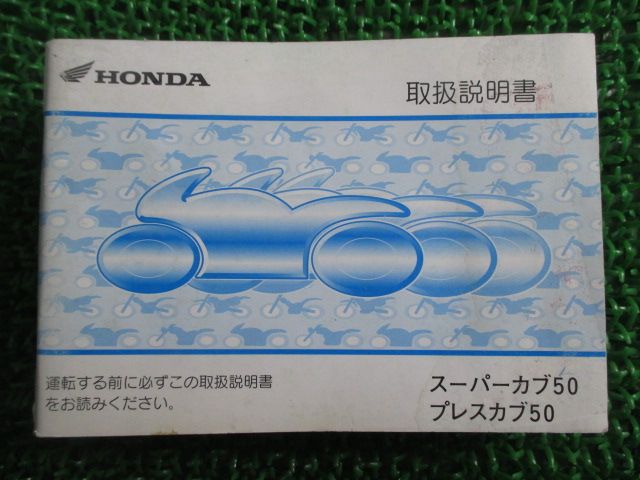 HONDA
取扱説明書
運転する前に必ずこの取扱説明書
をお読みください。
スーパーカブ50
プレスカブ50